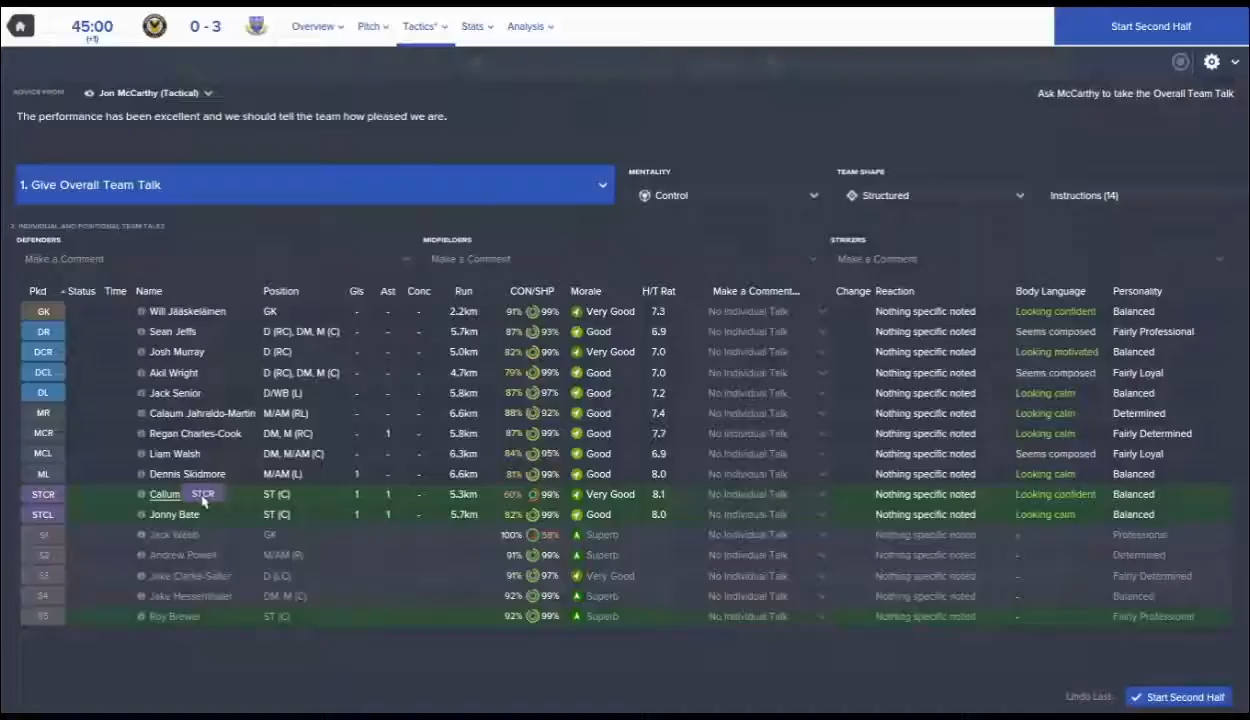 45:00 0 - 3 Overview Pitch Tactics* Stats Analysis Start Second Half
(+1)
ADVICE FROM Jon McCarthy (Tactical) Ask McCarthy to take the Overall Team Talk
The performance has been excellent and we should tell the team how pleased we are.
MENTALITY TEAM SHAPE
1. Give Overall Team Talk Control Structured Instructions (14)
2. INDIVIDUAL AND POSITIONAL TEAM TALKS
DEFENDERS MIDFIELDERS STRIKERS
Make a Comment Make a Comment Make a Comment
Pkd Status Time Name Position Gls Ast Conc Run CON/SHP Morale H/T Rat Make a Comment... Change Reaction Body Language Personality
GK Will Jääskeläinen GK - - - 2.2km 91% 99% Very Good 7.3 No Individual Talk Nothing specific noted Looking confident Balanced
DR Sean Jeffs D (RC), DM, M (C) - - - 5.7km 87% 93% Good 6.9 No Individual Talk Nothing specific noted Seems composed Fairly Professional
DCR Josh Murray D (RC) - - - 5.0km 82% 99% Very Good 7.0 No Individual Talk Nothing specific noted Looking motivated Balanced
DCL Akil Wright D (RC), DM, M (C) - - - 4.7km 79% 99% Good 7.0 No Individual Talk Nothing specific noted Seems composed Fairly Loyal
DL Jack Senior D/WB (L) - - - 5.8km 87% 97% Good 7.2 No Individual Talk Nothing specific noted Looking calm Balanced
MR Calaum Jahraldo-Martin M/AM (RL) - - - 6.6km 88% 92% Good 7.4 No Individual Talk Nothing specific noted Looking calm Determined
MCR Regan Charles-Cook DM, M (RC) - 1 - 5.8km 87% 99% Good 7.7 No Individual Talk Nothing specific noted Looking calm Fairly Determined
MCL Liam Walsh DM, M/AM (C) - - - 6.3km 84% 95% Good 6.9 No Individual Talk Nothing specific noted Seems composed Fairly Loyal
ML Dennis Skidmore M/AM (L) 1 - - 6.6km 81% 99% Good 8.0 No Individual Talk Nothing specific noted Looking calm Balanced
STCR Callum STCR ST (C) 1 1 - 5.3km 60% 99% Very Good 8.1 No Individual Talk Nothing specific noted Looking confident Balanced
STCL Jonny Bate ST (C) 1 1 - 5.7km 82% 99% Good 8.0 No Individual Talk Nothing specific noted Looking calm Balanced
S1 Jack Webb GK 100% 58% Superb No Individual Talk Nothing specific noted - Professional
S2 Andrew Powell M/AM (R) 91% 99% Superb No Individual Talk Nothing specific noted - Determined
S3 Jake Clarke-Salter D (LC) 91% 97% Very Good No Individual Talk Nothing specific noted - Fairly Determined
S4 Jake Hessenthaler DM, M (C) 92% 99% Superb No Individual Talk Nothing specific noted - Balanced
S5 Roy Brewer ST (C) 92% 99% Superb No Individual Talk Nothing specific noted - Fairly Professional
Undo Last Start Second Half